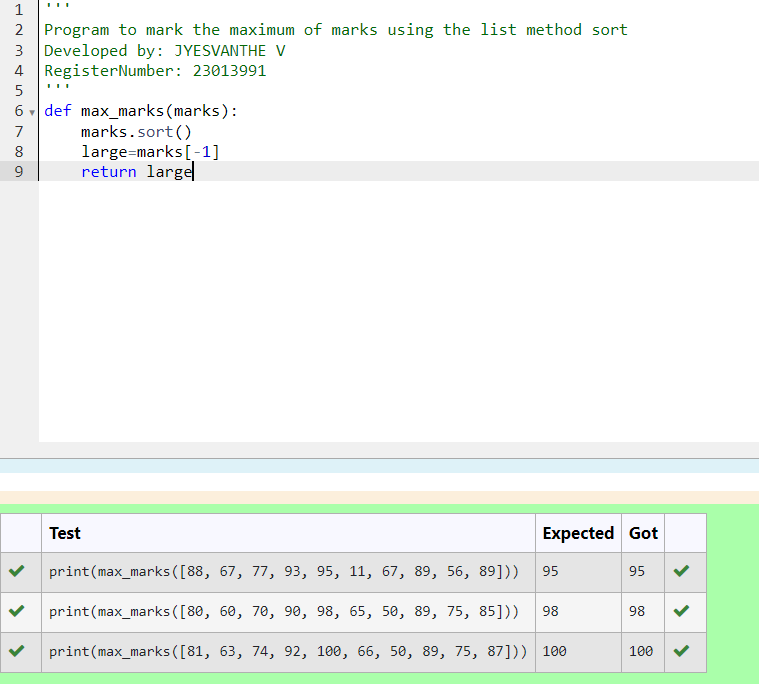 1 '''
2 Program to mark the maximum of marks using the list method sort
3 Developed by: JYESVANTHE V
4 RegisterNumber: 23013991
5 '''
6 def max_marks(marks):
7     marks.sort()
8     large=marks[-1]
9     return large
Test Expected Got
print(max_marks([88, 67, 77, 93, 95, 11, 67, 89, 56, 89])) 95 95
print(max_marks([80, 60, 70, 90, 98, 65, 50, 89, 75, 85])) 98 98
print(max_marks([81, 63, 74, 92, 100, 66, 50, 89, 75, 87])) 100 100